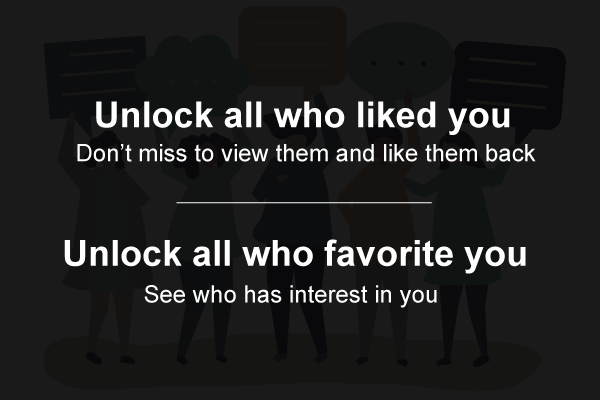 Unlock all who liked you
Don’t miss to view them and like them back
Unlock all who favorite you
See who has interest in you